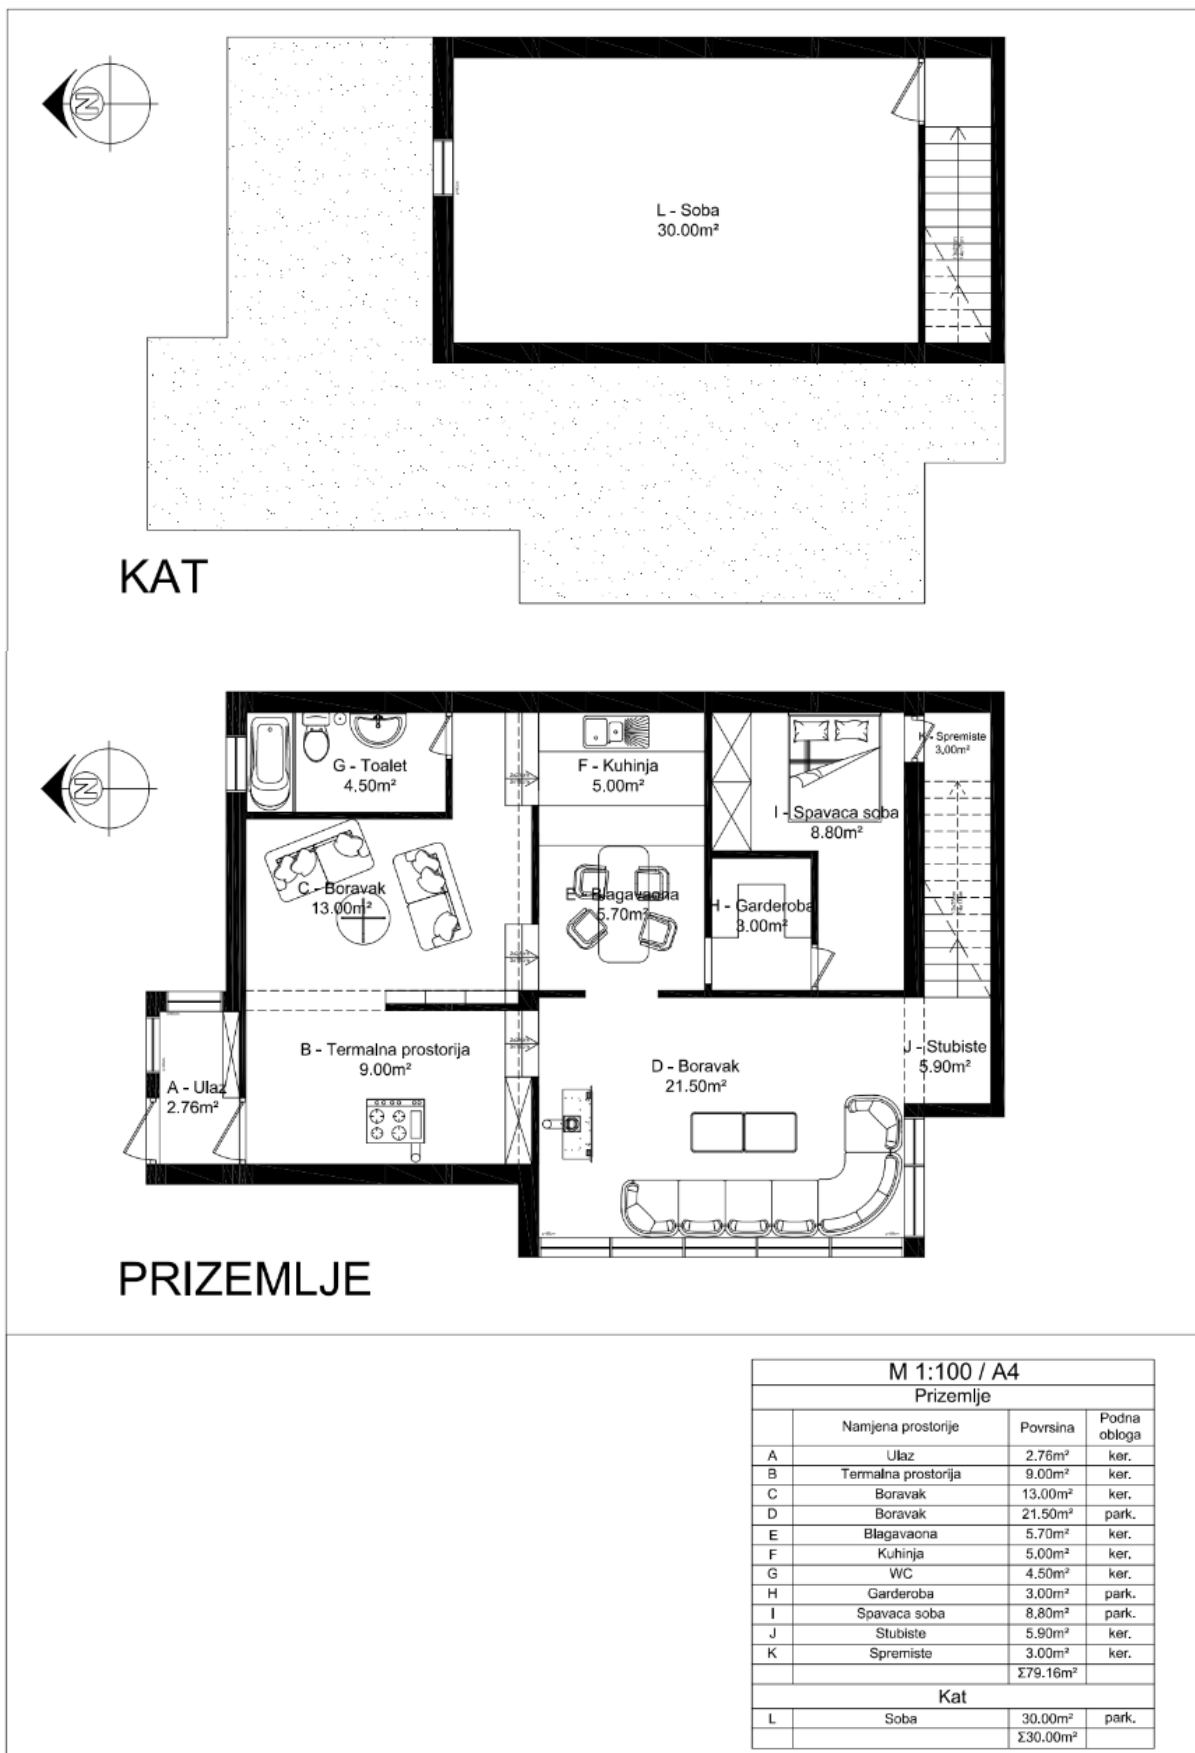 N
L - Soba
30.00m²
KAT
N
G - Toalet
4.50m²
F - Kuhinja
5.00m²
K - Spremiste
3,00m²
I - Spavaca soba
8.80m²
C - Boravak
13.00m²
E - Blagavaona
5.70m²
H - Garderoba
3.00m²
B - Termalna prostorija
9.00m²
A - Ulaz
2.76m²
D - Boravak
21.50m²
J - Stubiste
5.90m²
PRIZEMLJE
M 1:100 / A4
Prizemlje
Namjena prostorije Povrsina Podna obloga
A Ulaz 2.76m² ker.
B Termalna prostorija 9.00m² ker.
C Boravak 13.00m² ker.
D Boravak 21.50m² park.
E Blagavaona 5.70m² ker.
F Kuhinja 5.00m² ker.
G WC 4.50m² ker.
H Garderoba 3.00m² park.
I Spavaca soba 8.80m² park.
J Stubiste 5.90m² ker.
K Spremiste 3.00m² ker.
Σ79.16m²
Kat
L Soba 30.00m² park.
Σ30.00m²